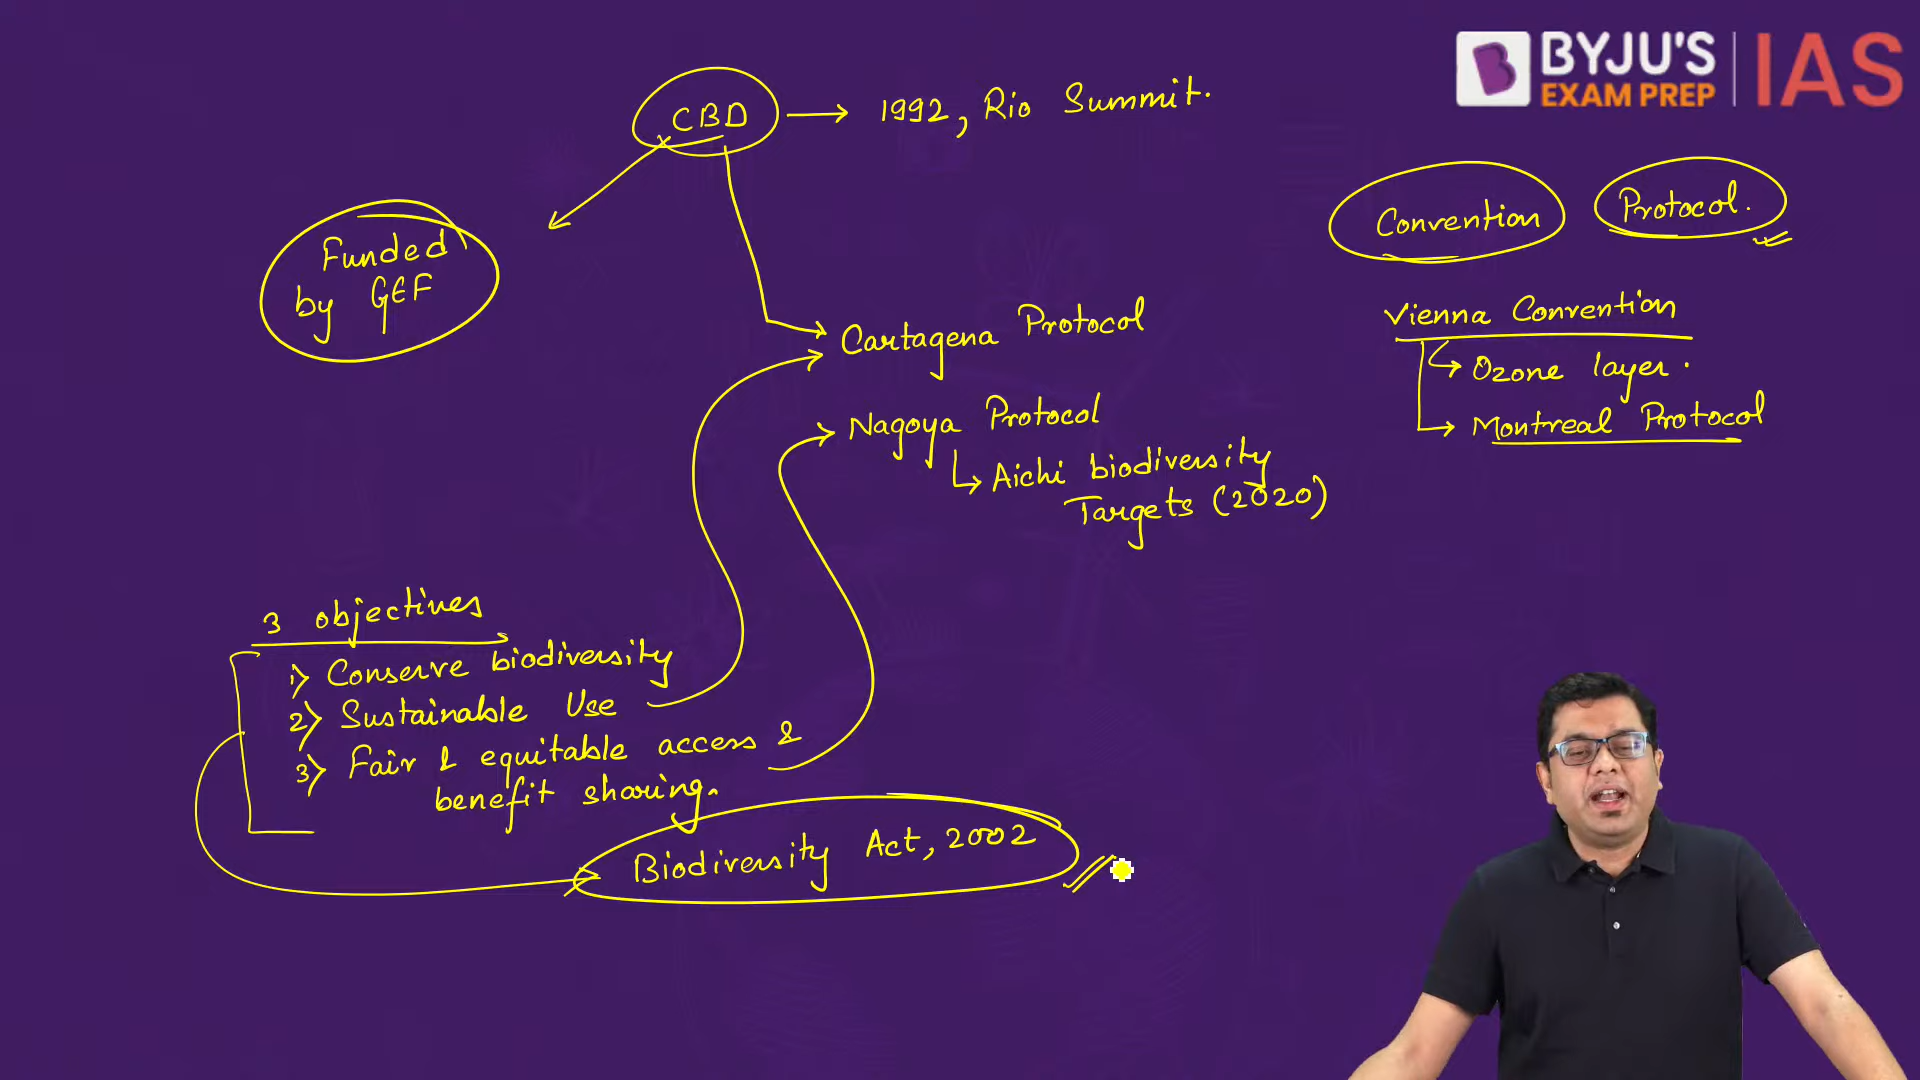 BYJU'S
EXAM PREP
IAS
CBD → 1992, Rio Summit.
Funded
by GEF
Convention
Protocol.
Vienna Convention
Ozone layer.
Montreal Protocol
Cartagena Protocol
Nagoya Protocol
Aichi biodiversity
Targets (2020)
3 objectives
1) Conserve biodiversity
2) Sustainable Use
3) Fair & equitable access &
benefit sharing.
Biodiversity Act, 2002